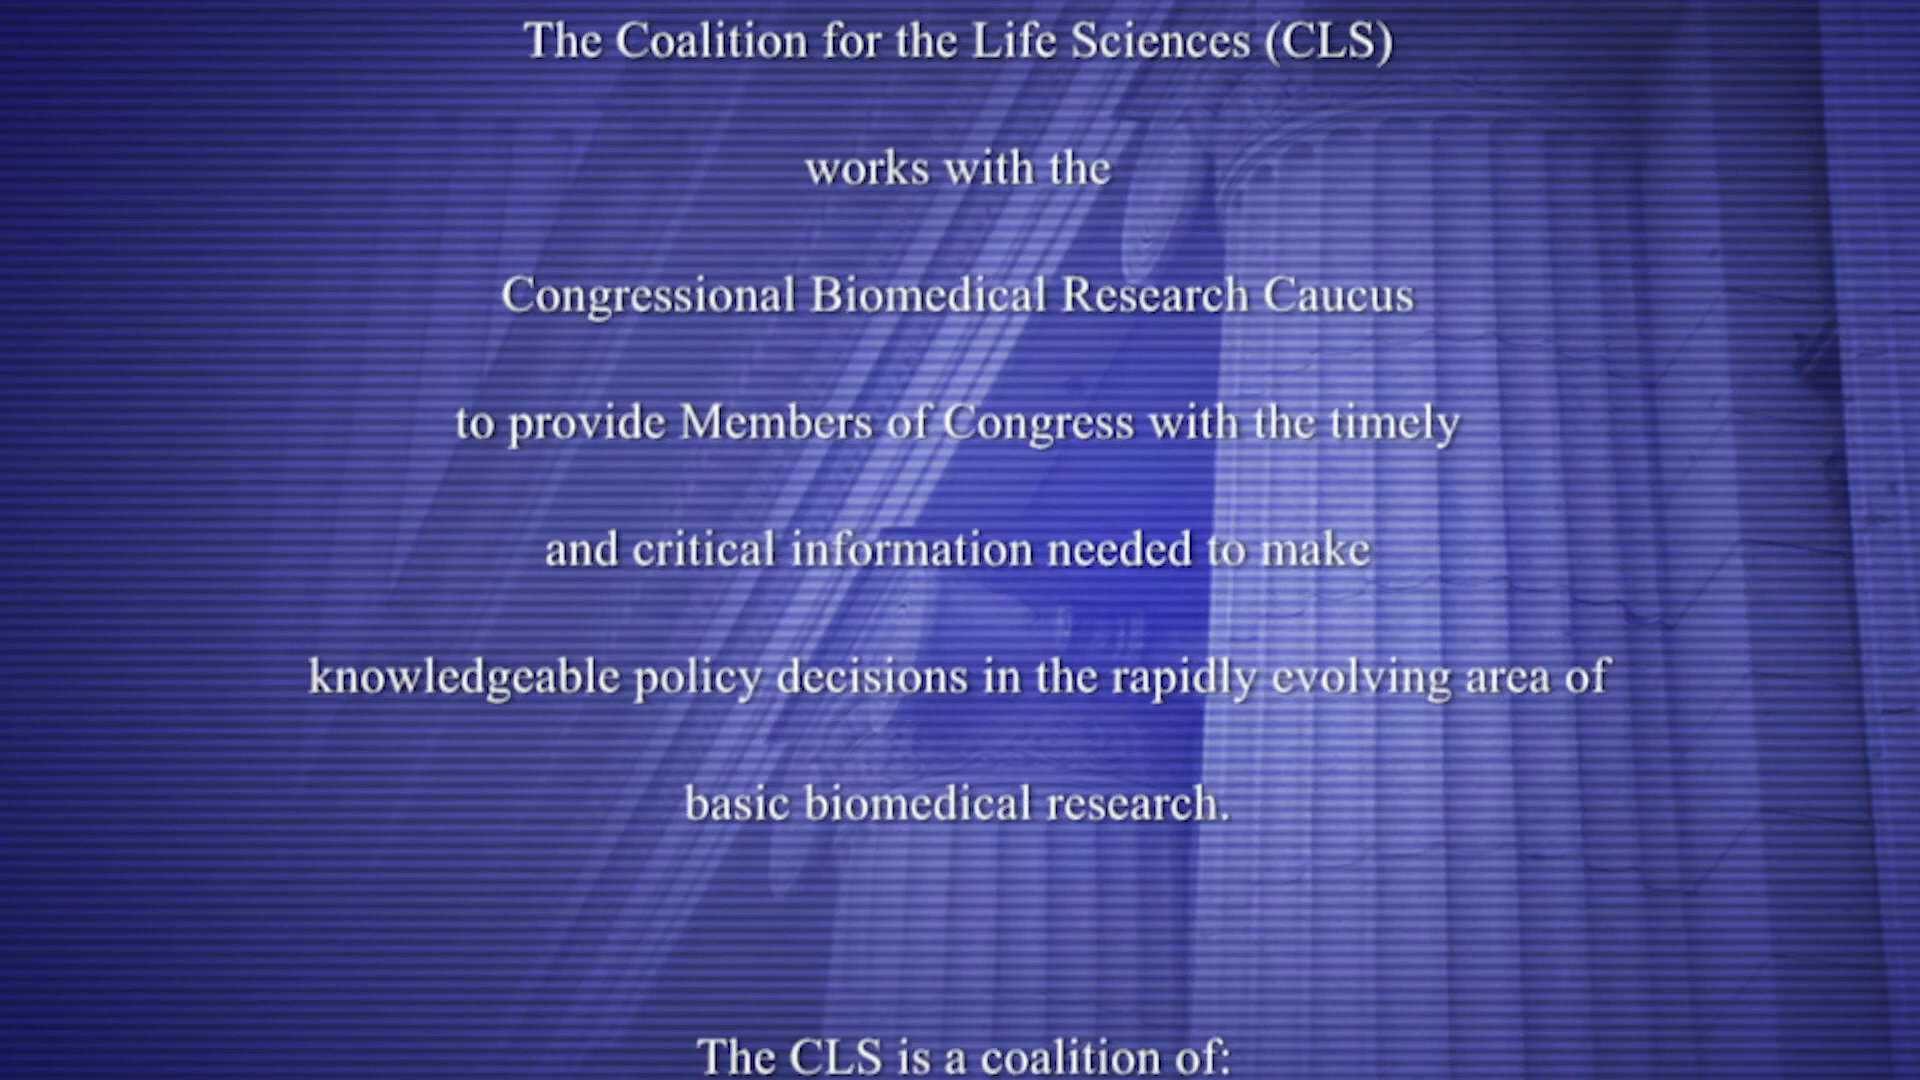 The Coalition for the Life Sciences (CLS)
works with the
Congressional Biomedical Research Caucus
to provide Members of Congress with the timely
and critical information needed to make
knowledgeable policy decisions in the rapidly evolving area of
basic biomedical research.
The CLS is a coalition of: